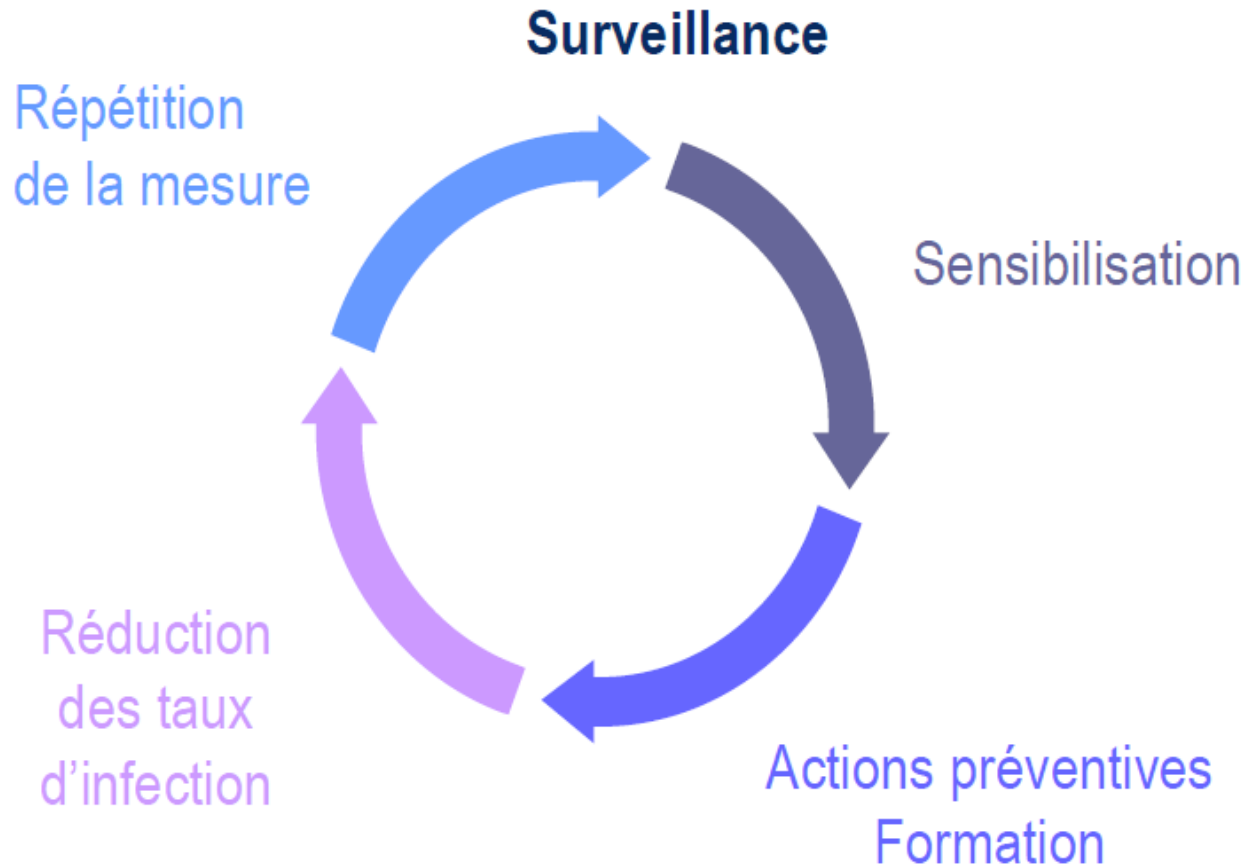 Surveillance
Répétition
de la mesure
Sensibilisation
Réduction
des taux
d’infection
Actions préventives
Formation